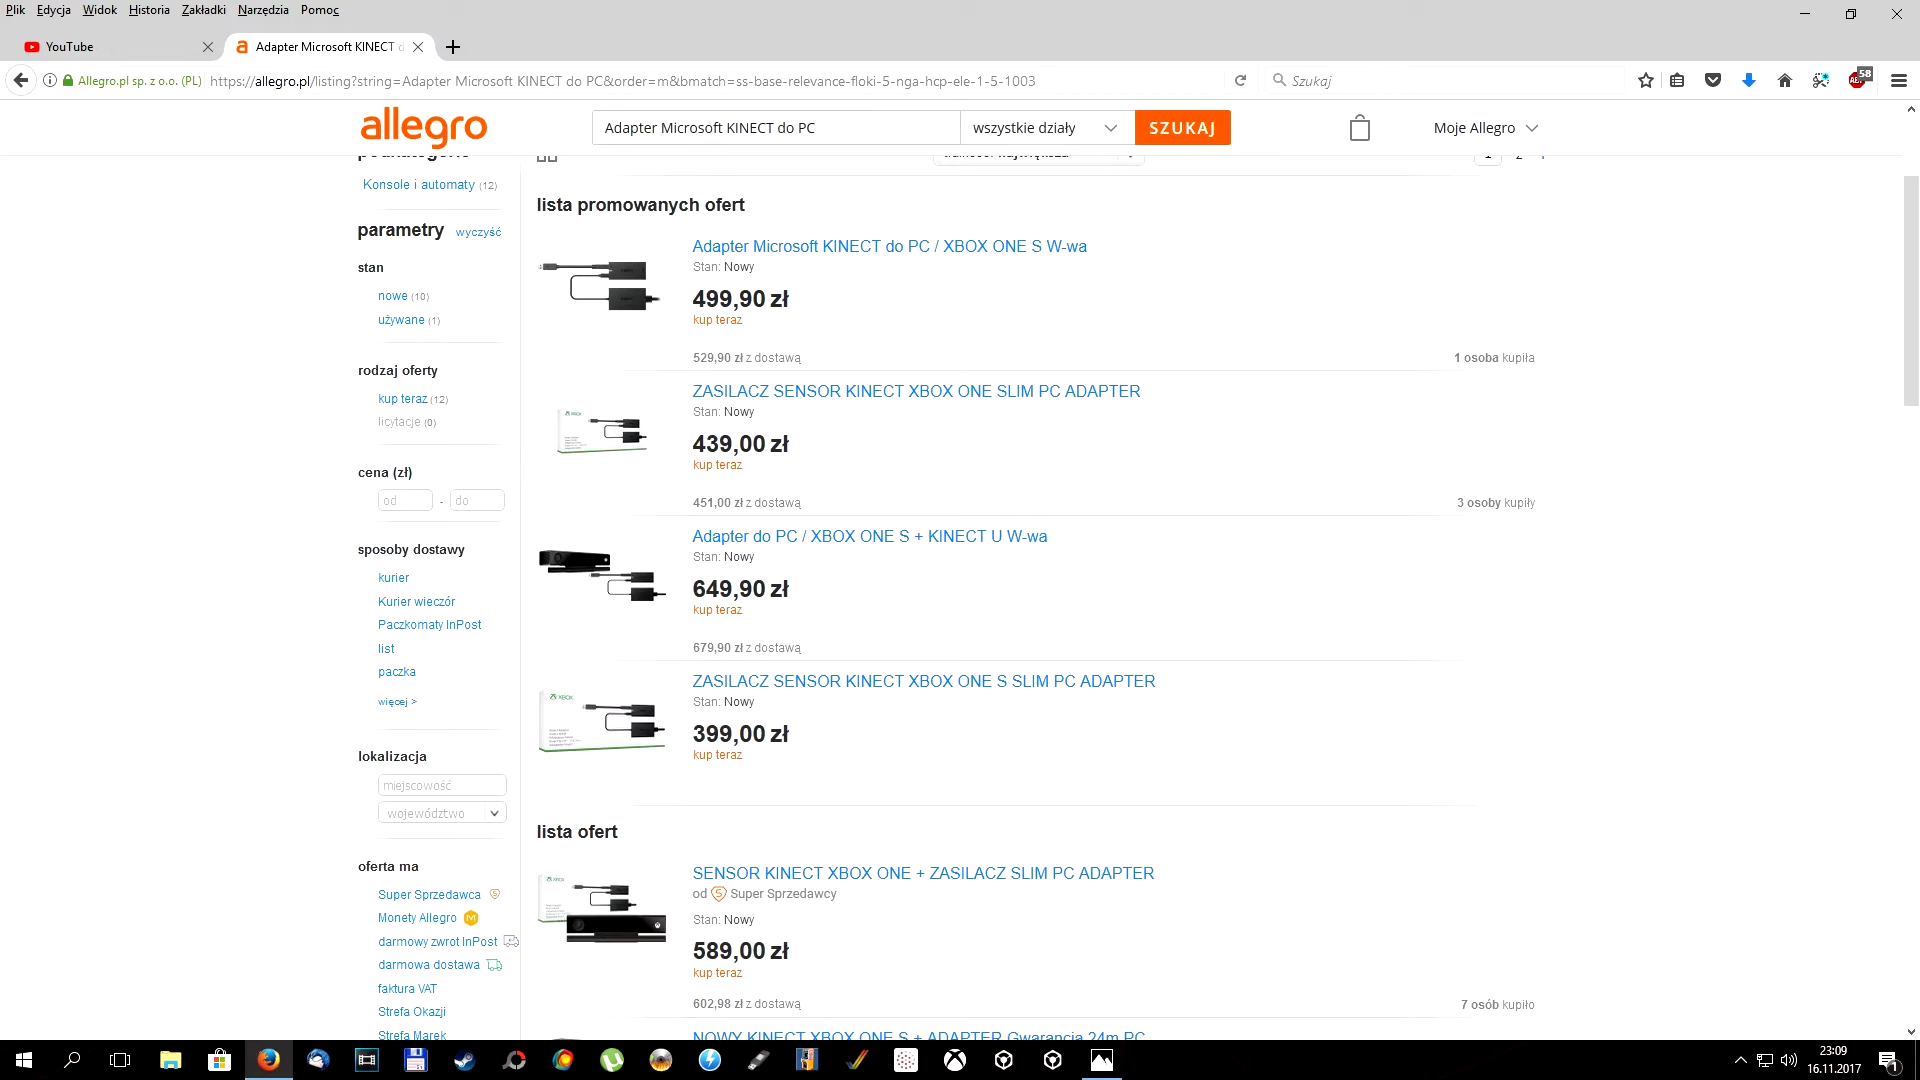 Plik Edycja Widok Historia Zakładki Narzędzia Pomoc
YouTube
Adapter Microsoft KINECT d
Allegro.pl sp. z o.o. (PL) https://allegro.pl/listing?string=Adapter Microsoft KINECT do PC&order=m&bmatch=ss-base-relevance-floki-5-nga-hcp-ele-1-5-1003
Szukaj
58
allegro
Adapter Microsoft KINECT do PC
wszystkie działy
SZUKAJ
Moje Allegro
podkategorie
Konsole i automaty (12)
parametry wyczyść
stan
nowe (10)
używane (1)
rodzaj oferty
kup teraz (12)
licytacje (0)
cena (zł)
od - do
sposoby dostawy
kurier
Kurier wieczór
Paczkomaty InPost
list
paczka
więcej >
lokalizacja
miejscowość
województwo
oferta ma
Super Sprzedawca
Monety Allegro
darmowy zwrot InPost
darmowa dostawa
faktura VAT
Strefa Okazji
Strefa Marek
trafność: największa
1 2
lista promowanych ofert
Adapter Microsoft KINECT do PC / XBOX ONE S W-wa
Stan: Nowy
499,90 zł
kup teraz
529,90 zł z dostawą
1 osoba kupiła
ZASILACZ SENSOR KINECT XBOX ONE SLIM PC ADAPTER
Stan: Nowy
439,00 zł
kup teraz
451,00 zł z dostawą
3 osoby kupiły
Adapter do PC / XBOX ONE S + KINECT U W-wa
Stan: Nowy
649,90 zł
kup teraz
679,90 zł z dostawą
XBOX
ZASILACZ SENSOR KINECT XBOX ONE S SLIM PC ADAPTER
Stan: Nowy
399,00 zł
kup teraz
lista ofert
SENSOR KINECT XBOX ONE + ZASILACZ SLIM PC ADAPTER
od Super Sprzedawcy
Stan: Nowy
589,00 zł
kup teraz
602,98 zł z dostawą
7 osób kupiło
NOWY KINECT XBOX ONE S + ADAPTER Gwarancja 24m PC
23:09
16.11.2017
1